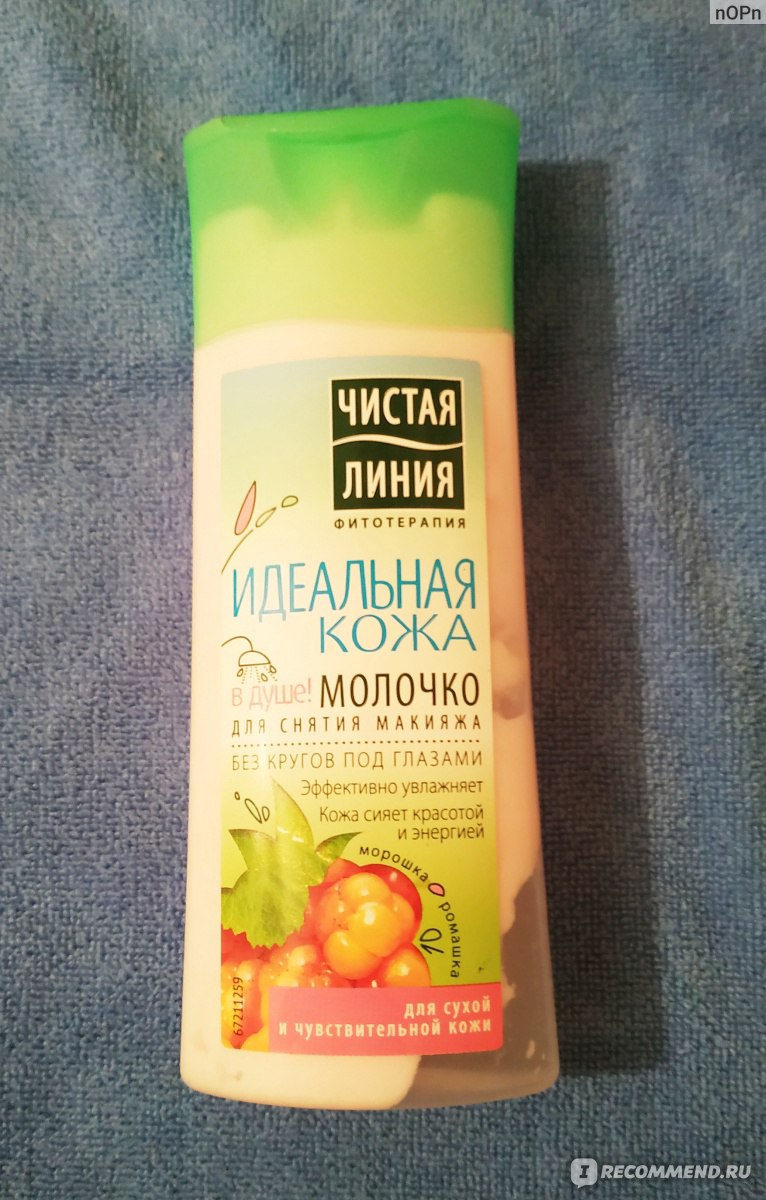 nOPn
ЧИСТАЯ
ЛИНИЯ
ФИТОТЕРАПИЯ
ИДЕАЛЬНАЯ
КОЖА
в душе! МОЛОЧКО
ДЛЯ СНЯТИЯ МАКИЯЖА
БЕЗ КРУГОВ ПОД ГЛАЗАМИ
Эффективно увлажняет
Кожа сияет красотой
и энергией
морошка
ромашка
67211259
для сухой
и чувствительной кожи
IRECOMMEND.RU